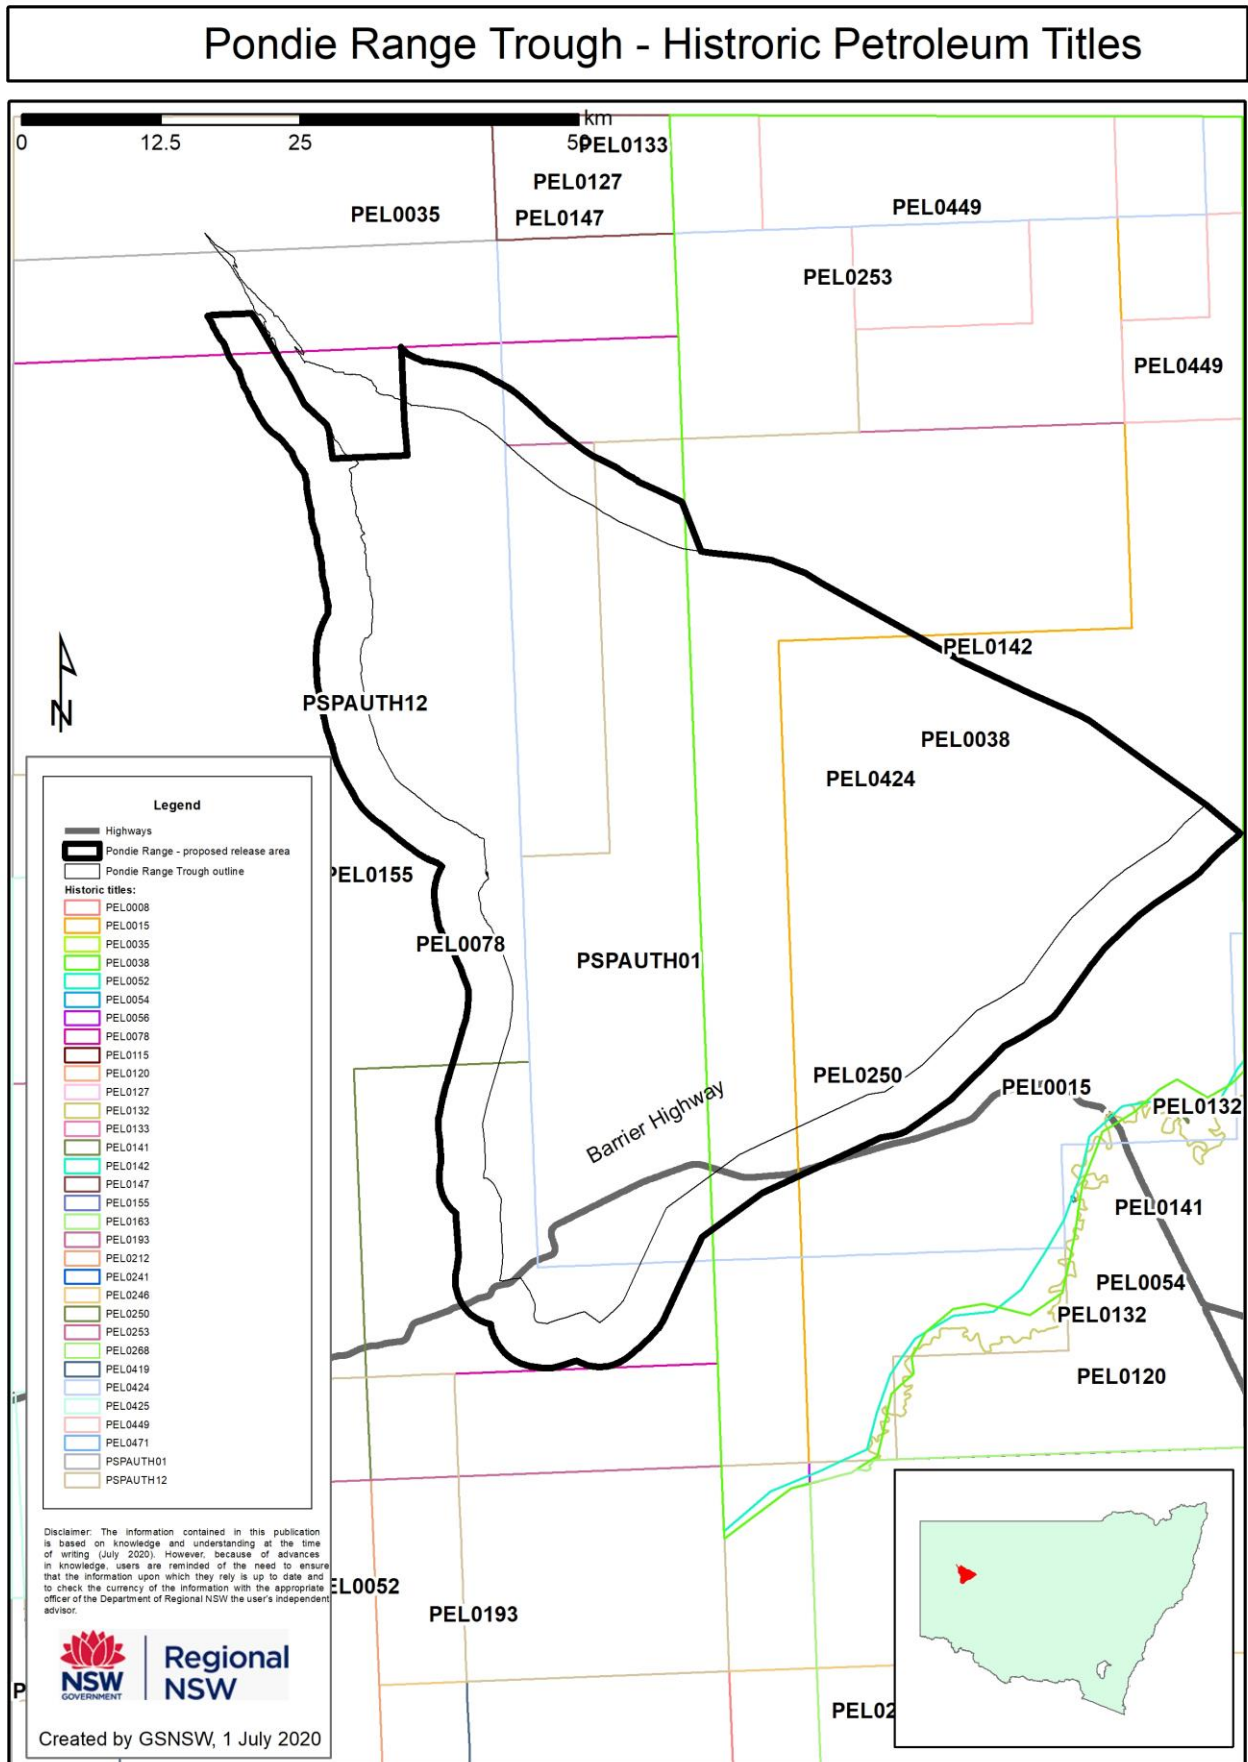 Pondie Range Trough - Histroric Petroleum Titles
km
0
12.5
25
50
PEL0133
PEL0127
PEL0035
PEL0147
PEL0449
PEL0253
PEL0449
PEL0142
N
PSPAUTH12
PEL0038
PEL0424
PEL0155
PEL0078
PSPAUTH01
PEL0250
PEL0015
PEL0132
Barrier Highway
PEL0141
PEL0054
PEL0132
PEL0120
EL0052
PEL0193
P
PEL02
Legend
Highways
Pondie Range - proposed release area
Pondie Range Trough outline
Historic titles:
PEL0008
PEL0015
PEL0035
PEL0038
PEL0052
PEL0054
PEL0056
PEL0078
PEL0115
PEL0120
PEL0127
PEL0132
PEL0133
PEL0141
PEL0142
PEL0147
PEL0155
PEL0163
PEL0193
PEL0212
PEL0241
PEL0246
PEL0250
PEL0253
PEL0268
PEL0419
PEL0424
PEL0425
PEL0449
PEL0471
PSPAUTH01
PSPAUTH12
Disclaimer: The information contained in this publication
is based on knowledge and understanding at the time
of writing (July 2020). However, because of advances
in knowledge, users are reminded of the need to ensure
that the information upon which they rely is up to date and
to check the currency of the information with the appropriate
officer of the Department of Regional NSW the user's independent
advisor.
NSW
GOVERNMENT
Regional
NSW
Created by GSNSW, 1 July 2020